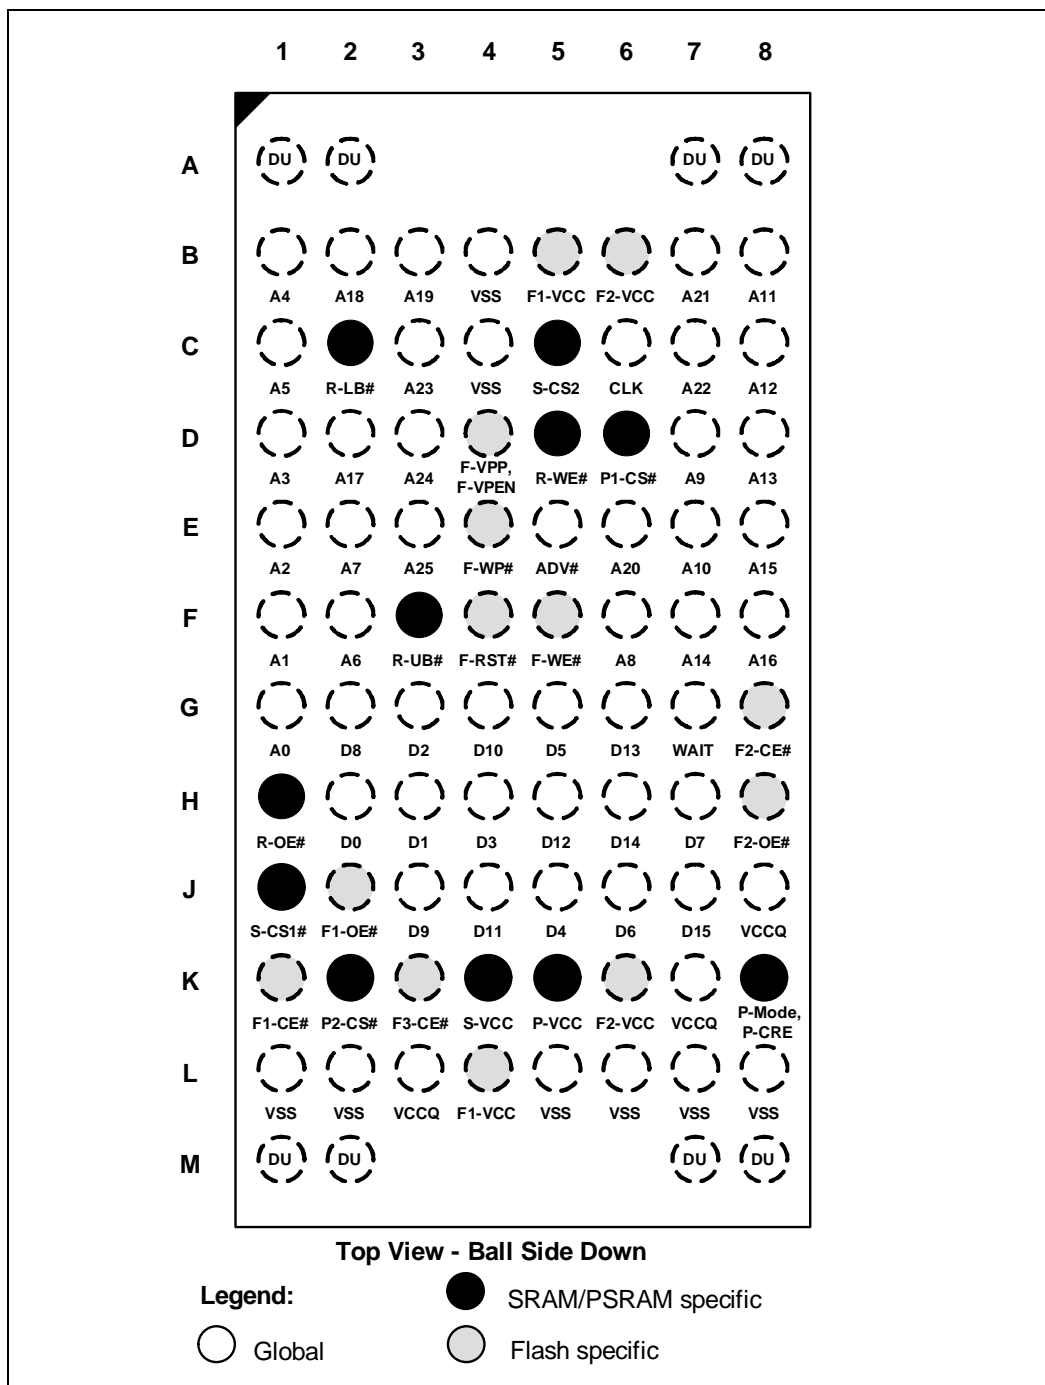 1 2 3 4 5 6 7 8
A DU DU DU DU
B
A4 A18 A19 VSS F1-VCC F2-VCC A21 A11
C
A5 R-LB# A23 VSS S-CS2 CLK A22 A12
D
A3 A17 A24 F-VPP, F-VPEN R-WE# P1-CS# A9 A13
E
A2 A7 A25 F-WP# ADV# A20 A10 A15
F
A1 A6 R-UB# F-RST# F-WE# A8 A14 A16
G
A0 D8 D2 D10 D5 D13 WAIT F2-CE#
H
R-OE# D0 D1 D3 D12 D14 D7 F2-OE#
J
S-CS1# F1-OE# D9 D11 D4 D6 D15 VCCQ
K
F1-CE# P2-CS# F3-CE# S-VCC P-VCC F2-VCC VCCQ P-Mode, P-CRE
L
VSS VSS VCCQ F1-VCC VSS VSS VSS VSS
M DU DU DU DU
Top View - Ball Side Down
Legend:
SRAM/PSRAM specific
Global
Flash specific